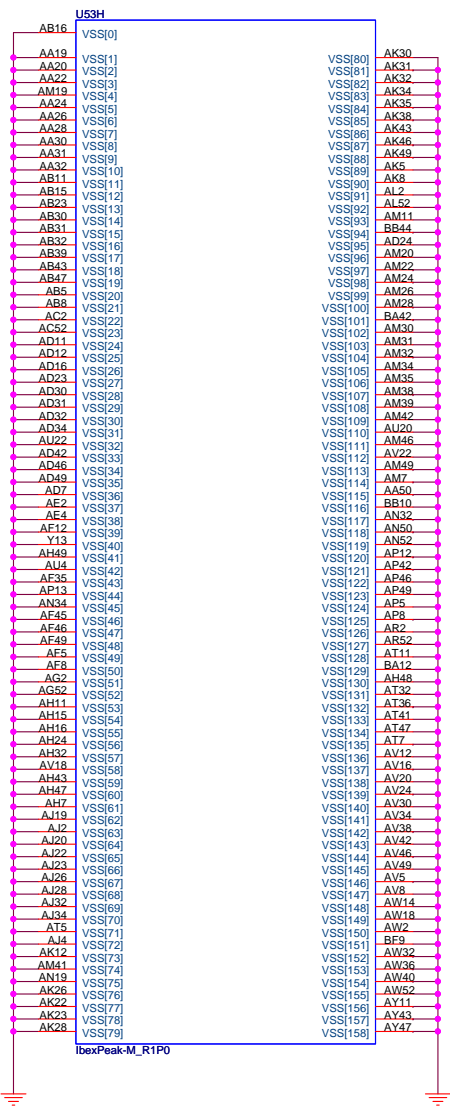 U53H
AB16 VSS[0]
AA19 VSS[1] VSS[80] AK30
AA20 VSS[2] VSS[81] AK31
AA22 VSS[3] VSS[82] AK32
AM19 VSS[4] VSS[83] AK34
AA24 VSS[5] VSS[84] AK35
AA26 VSS[6] VSS[85] AK38
AA28 VSS[7] VSS[86] AK43
AA30 VSS[8] VSS[87] AK46
AA31 VSS[9] VSS[88] AK49
AA32 VSS[10] VSS[89] AK5
AB11 VSS[11] VSS[90] AK8
AB15 VSS[12] VSS[91] AL2
AB23 VSS[13] VSS[92] AL52
AB30 VSS[14] VSS[93] AM11
AB31 VSS[15] VSS[94] BB44
AB32 VSS[16] VSS[95] AD24
AB39 VSS[17] VSS[96] AM20
AB43 VSS[18] VSS[97] AM22
AB47 VSS[19] VSS[98] AM24
AB5 VSS[20] VSS[99] AM26
AB8 VSS[21] VSS[100] AM28
AC2 VSS[22] VSS[101] BA42
AC52 VSS[23] VSS[102] AM30
AD11 VSS[24] VSS[103] AM31
AD12 VSS[25] VSS[104] AM32
AD16 VSS[26] VSS[105] AM34
AD23 VSS[27] VSS[106] AM35
AD30 VSS[28] VSS[107] AM38
AD31 VSS[29] VSS[108] AM39
AD32 VSS[30] VSS[109] AM42
AD34 VSS[31] VSS[110] AU20
AU22 VSS[32] VSS[111] AM46
AD42 VSS[33] VSS[112] AV22
AD46 VSS[34] VSS[113] AM49
AD49 VSS[35] VSS[114] AM7
AD7 VSS[36] VSS[115] AA50
AE2 VSS[37] VSS[116] BB10
AE4 VSS[38] VSS[117] AN32
AF12 VSS[39] VSS[118] AN50
Y13 VSS[40] VSS[119] AN52
AH49 VSS[41] VSS[120] AP12
AU4 VSS[42] VSS[121] AP42
AF35 VSS[43] VSS[122] AP46
AP13 VSS[44] VSS[123] AP49
AN34 VSS[45] VSS[124] AP5
AF45 VSS[46] VSS[125] AP8
AF46 VSS[47] VSS[126] AR2
AF49 VSS[48] VSS[127] AR52
AF5 VSS[49] VSS[128] AT11
AF8 VSS[50] VSS[129] BA12
AG2 VSS[51] VSS[130] AH48
AG52 VSS[52] VSS[131] AT32
AH11 VSS[53] VSS[132] AT36
AH15 VSS[54] VSS[133] AT41
AH16 VSS[55] VSS[134] AT47
AH24 VSS[56] VSS[135] AT7
AH32 VSS[57] VSS[136] AV12
AV18 VSS[58] VSS[137] AV16
AH43 VSS[59] VSS[138] AV20
AH47 VSS[60] VSS[139] AV24
AH7 VSS[61] VSS[140] AV30
AJ19 VSS[62] VSS[141] AV34
AJ2 VSS[63] VSS[142] AV38
AJ20 VSS[64] VSS[143] AV42
AJ22 VSS[65] VSS[144] AV46
AJ23 VSS[66] VSS[145] AV49
AJ26 VSS[67] VSS[146] AV5
AJ28 VSS[68] VSS[147] AV8
AJ32 VSS[69] VSS[148] AW14
AJ34 VSS[70] VSS[149] AW18
AT5 VSS[71] VSS[150] AW2
AJ4 VSS[72] VSS[151] BF9
AK12 VSS[73] VSS[152] AW32
AM41 VSS[74] VSS[153] AW36
AN19 VSS[75] VSS[154] AW40
AK26 VSS[76] VSS[155] AW52
AK22 VSS[77] VSS[156] AY11
AK23 VSS[78] VSS[157] AY43
AK28 VSS[79] VSS[158] AY47
IbexPeak-M_R1P0